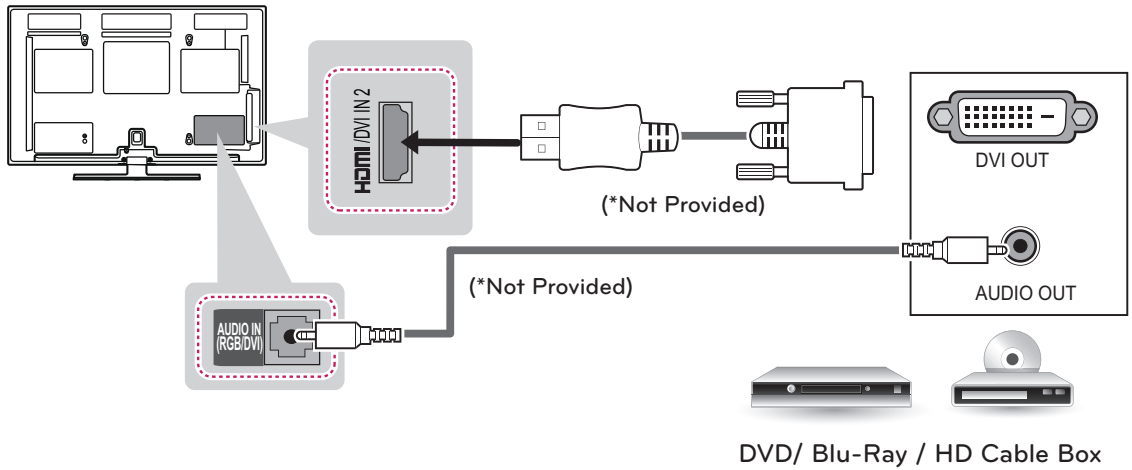 HDMI/DVI IN 2
(*Not Provided)
DVI OUT
(*Not Provided)
AUDIO OUT
AUDIO IN
(RGB/DVI)
DVD/ Blu-Ray / HD Cable Box